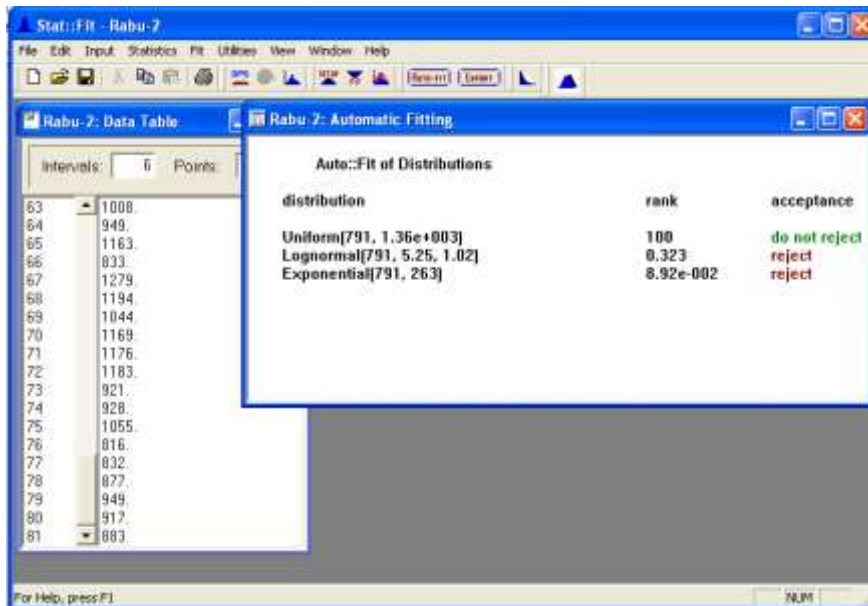 Stat::Fit - Rabu-2
File Edit Input Statistics Fit Utilities View Window Help
Rabu-2: Data Table
Intervals: 6 Points:
63 1008.
64 949.
65 1163.
66 833.
67 1279.
68 1194.
69 1044.
70 1169.
71 1176.
72 1183.
73 921.
74 928.
75 1055.
76 816.
77 832.
78 877.
79 949.
80 917.
81 883.
Rabu-2: Automatic Fitting
Auto::Fit of Distributions
distribution rank acceptance
Uniform[791, 1.36e+003] 100 do not reject
Lognormal[791, 5.25, 1.02] 0.323 reject
Exponential[791, 263] 8.92e-002 reject
For Help, press F1
NUM